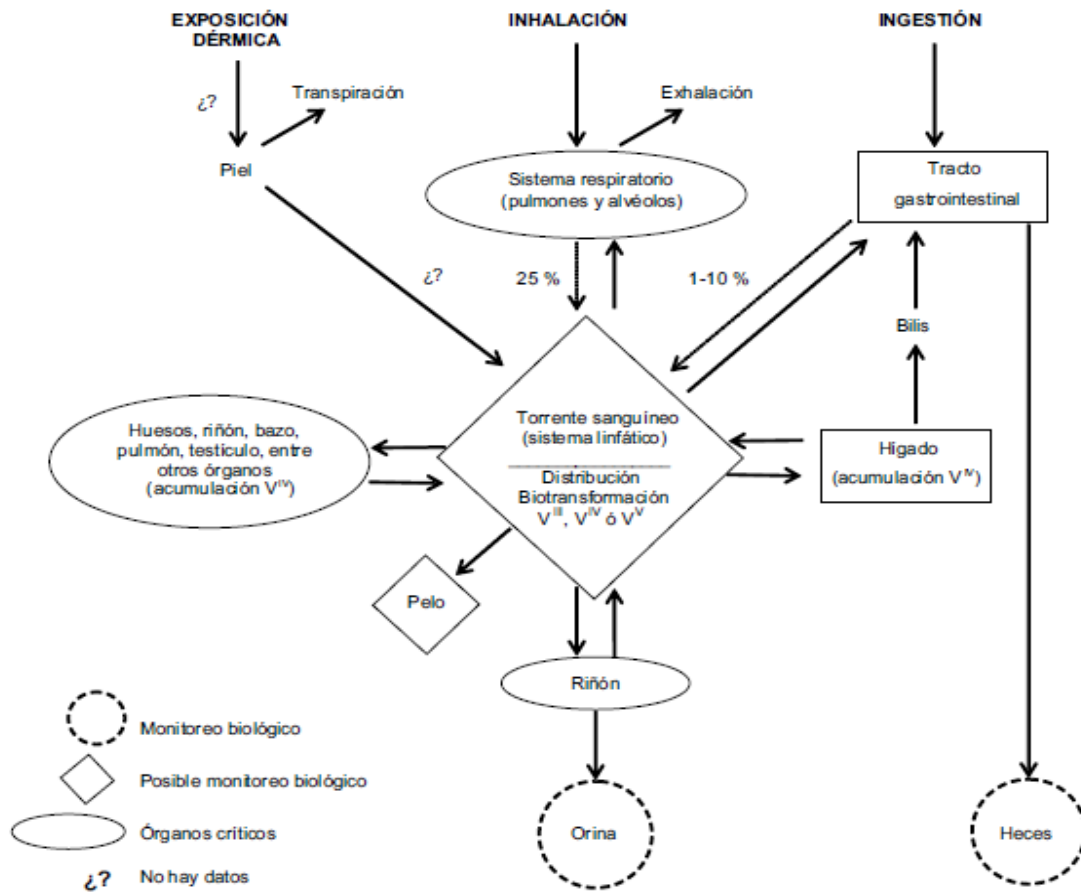 EXPOSICIÓN
DÉRMICA
INHALACIÓN
INGESTIÓN
¿?
Transpiración
Exhalación
Piel
Sistema respiratorio
(pulmones y alvéolos)
Tracto
gastrointestinal
¿?
25 %
1-10 %
Bilis
Huesos, riñón, bazo,
pulmón, testículo, entre
otros órganos
(acumulación V^IV)
Torrente sanguíneo
(sistema linfático)
Distribución
Biotransformación
V^III, V^IV ó V^V
Hígado
(acumulación V^IV)
Pelo
Riñón
Orina
Heces
Monitoreo biológico
Posible monitoreo biológico
Órganos críticos
¿? No hay datos